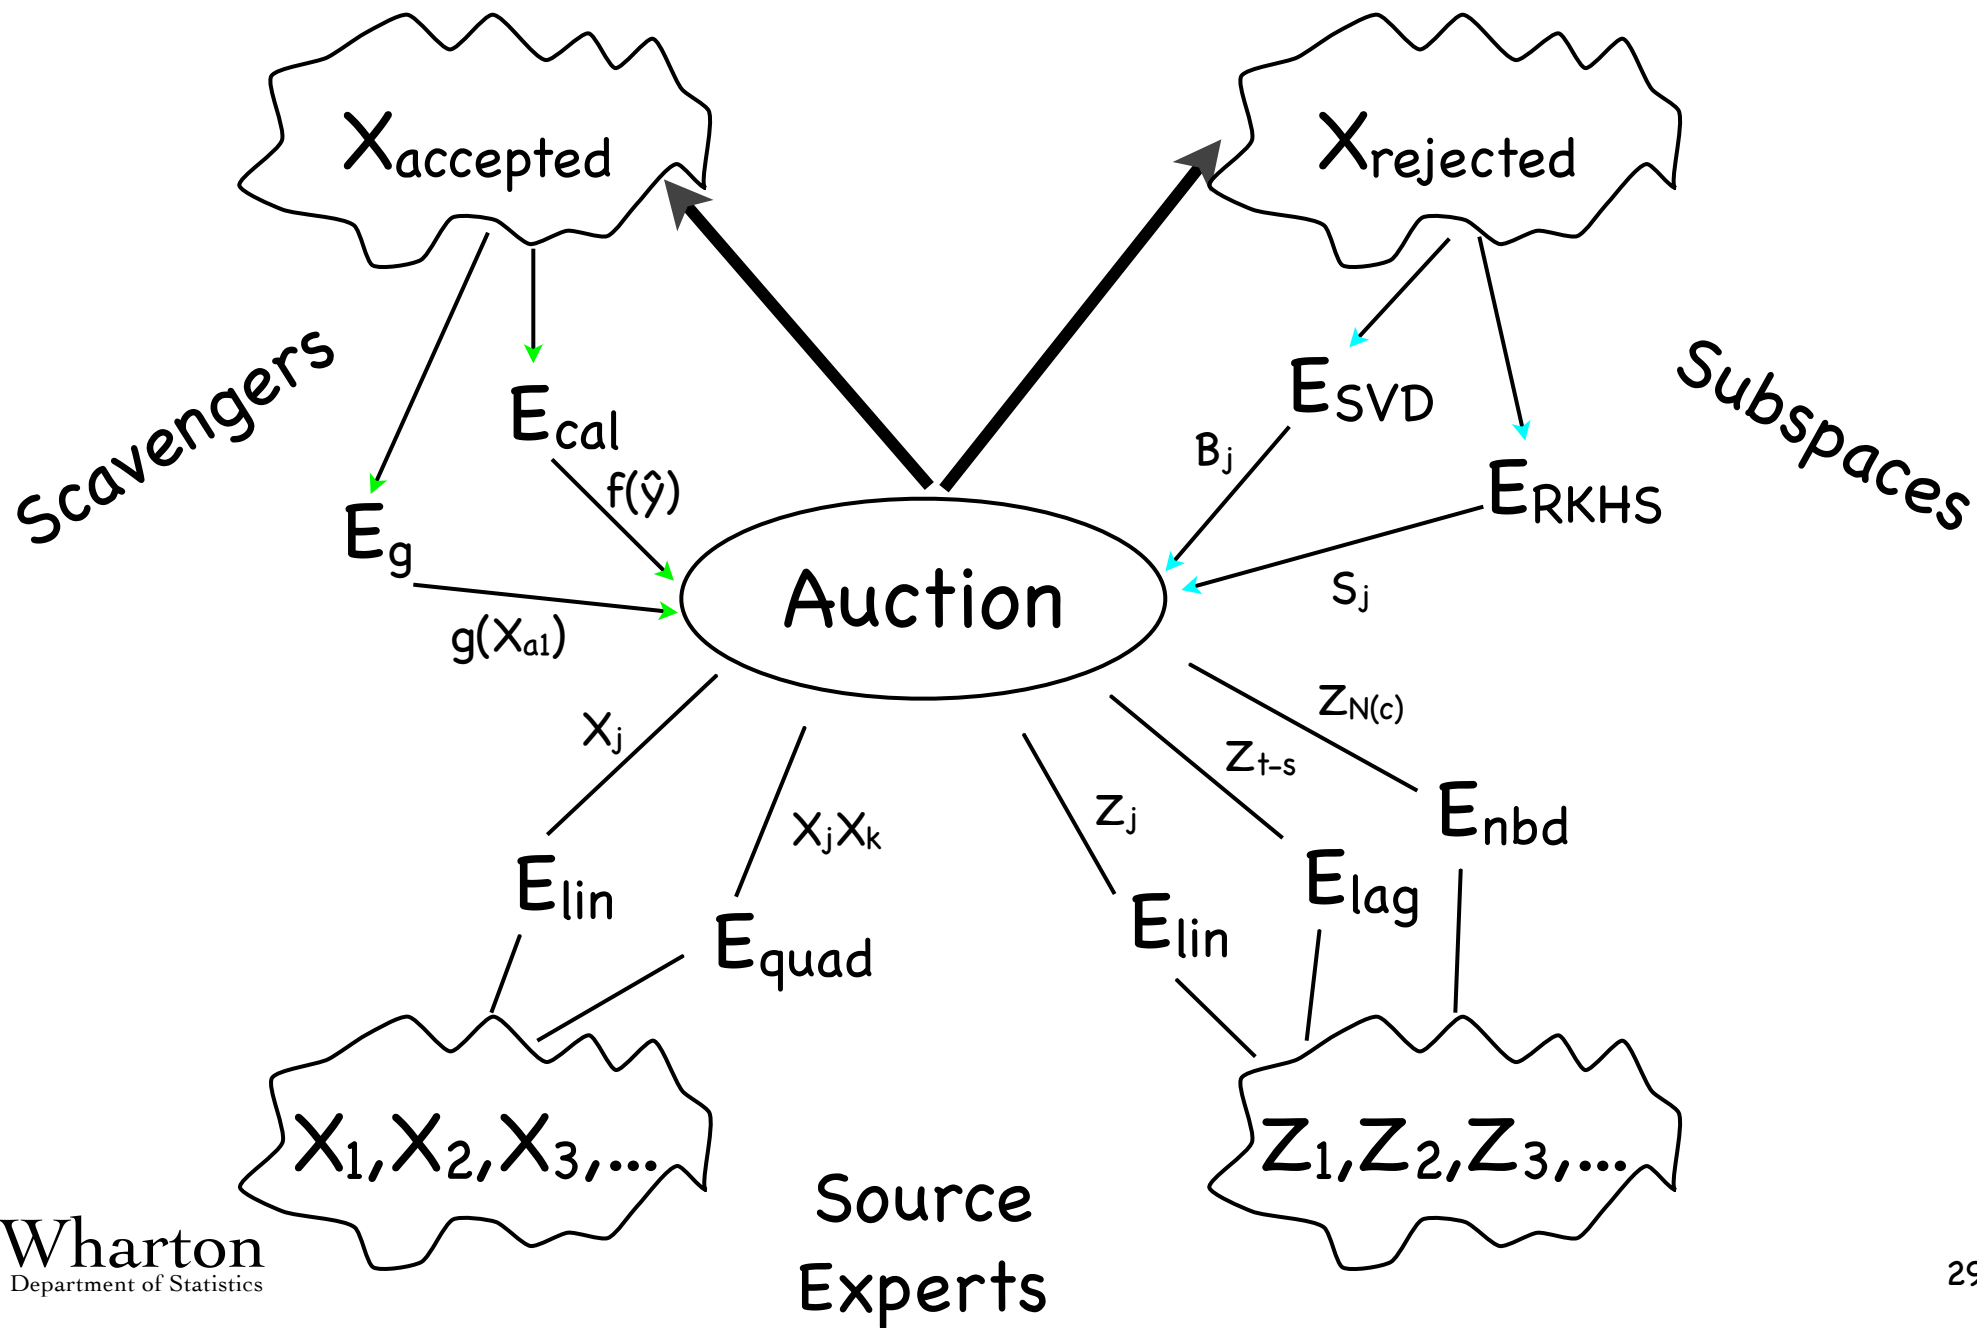 Xaccepted
Xrejected
Scavengers
Subspaces
Ecal
ESVD
Bj
f(ŷ)
ERKHS
Eg
Auction
Sj
g(Xa1)
Xj
ZN(c)
Zt-s
XjXk
Zj
Enbd
Elin
Elag
Equad
Elin
X1,X2,X3,...
Z1,Z2,Z3,...
Source
Experts
Wharton
Department of Statistics
29